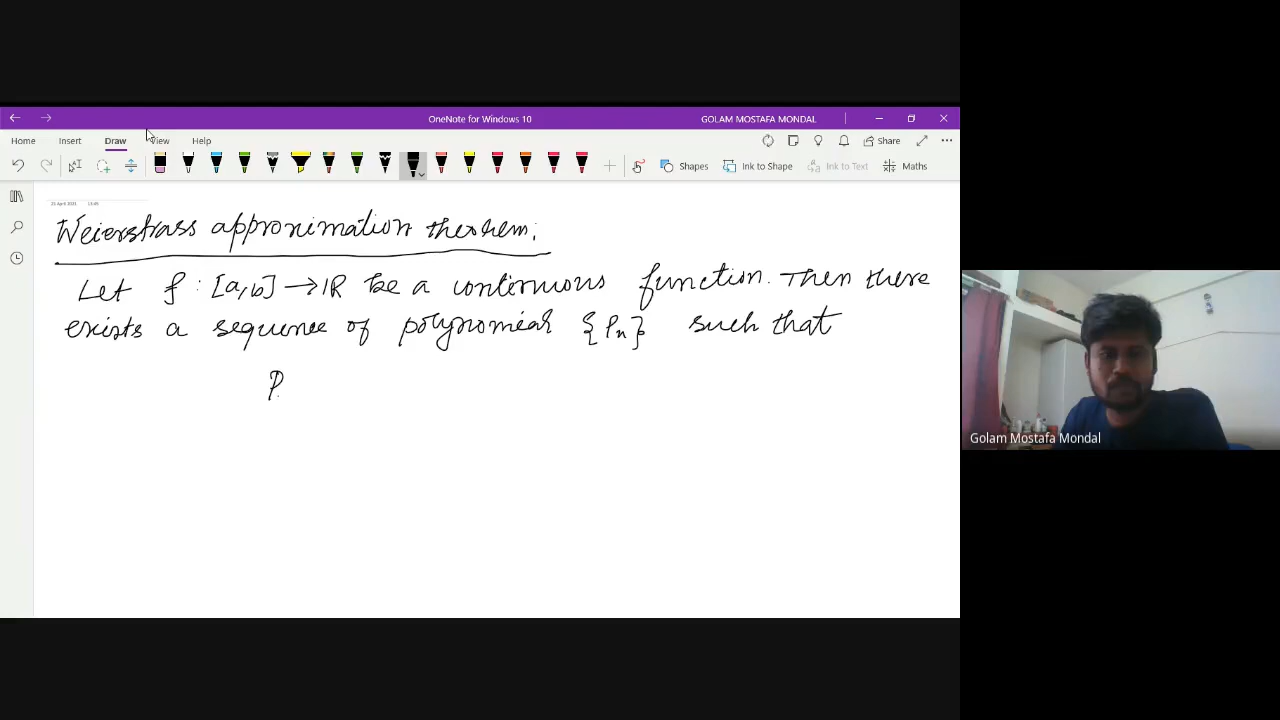 OneNote for Windows 10
GOLAM MOSTAFA MONDAL
Home Insert Draw View Help
Share
Shapes Ink to Shape Ink to Text Maths
Weierstrass approximation theorem:
Let f : [a,b] → IR be a continuous function. Then there
exists a sequence of polynomial {Pn} such that
P
Golam Mostafa Mondal